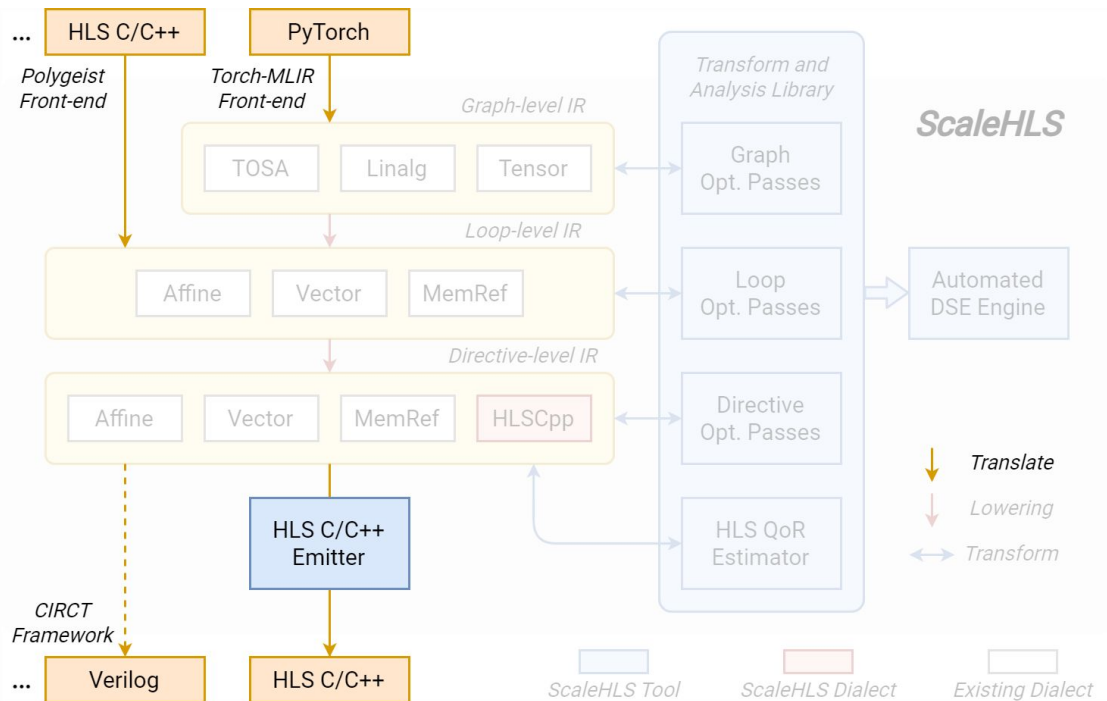 ... HLS C/C++ PyTorch
Polygeist
Front-end
Torch-MLIR
Front-end
Graph-level IR
TOSA Linalg Tensor
Loop-level IR
Affine Vector MemRef
Directive-level IR
Affine Vector MemRef HLSCpp
HLS C/C++
Emitter
CIRCT
Framework
... Verilog HLS C/C++
Transform and
Analysis Library
Graph
Opt. Passes
Loop
Opt. Passes
Directive
Opt. Passes
HLS QoR
Estimator
ScaleHLS
Automated
DSE Engine
Translate
Lowering
Transform
ScaleHLS Tool ScaleHLS Dialect Existing Dialect